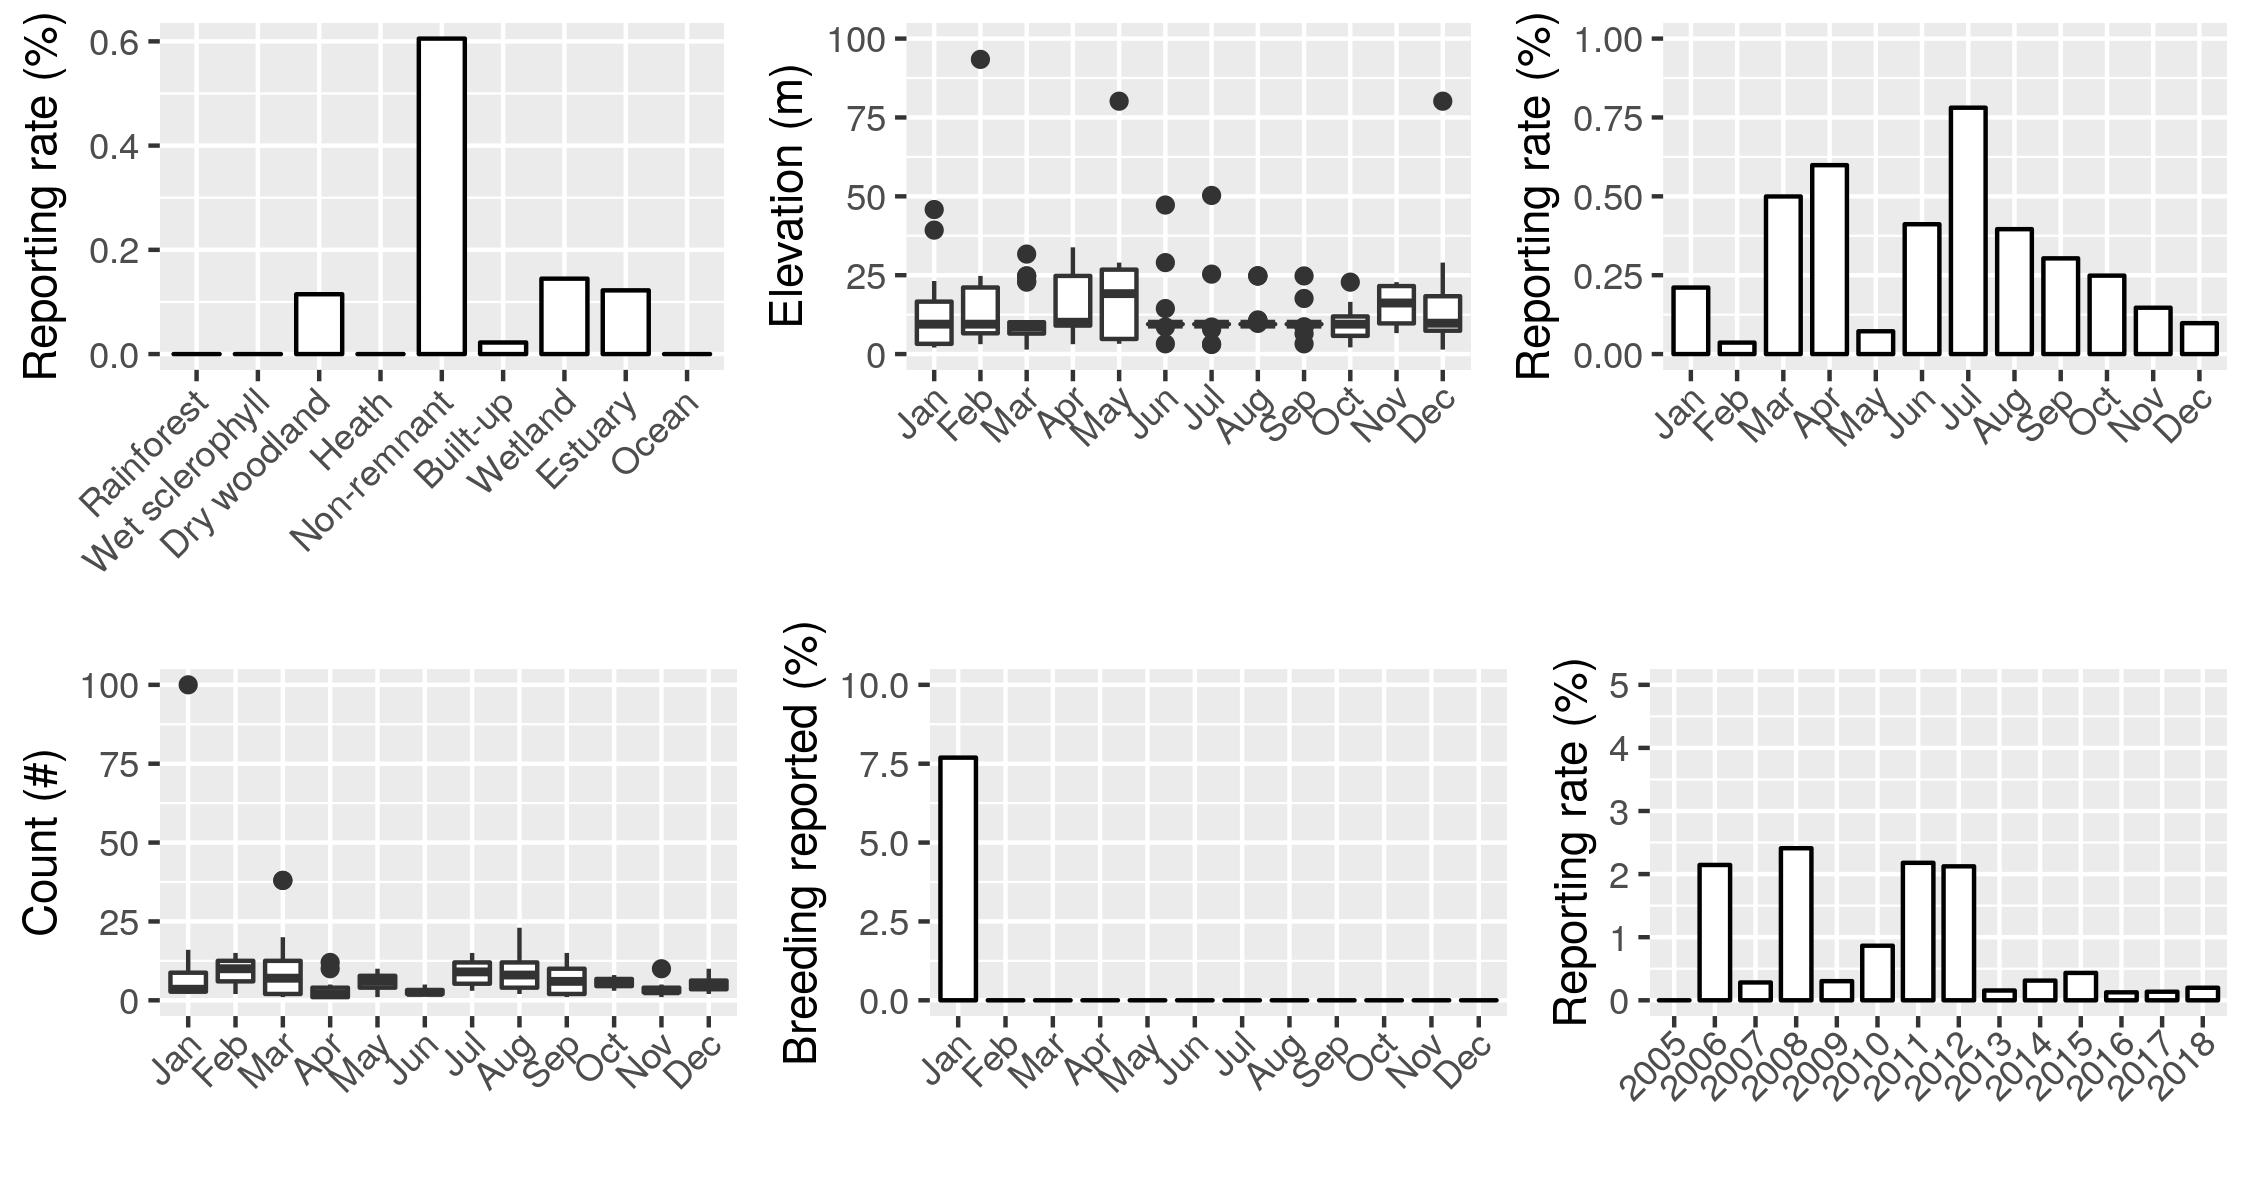 Reporting rate (%)
0.6
0.4
0.2
0.0
Rainforest
Wet sclerophyll
Dry woodland
Heath
Non-remnant
Built-up
Wetland
Estuary
Ocean
Elevation (m)
100
75
50
25
0
Jan
Feb
Mar
Apr
May
Jun
Jul
Aug
Sep
Oct
Nov
Dec
Reporting rate (%)
1.00
0.75
0.50
0.25
0.00
Jan
Feb
Mar
Apr
May
Jun
Jul
Aug
Sep
Oct
Nov
Dec
Count (#)
100
75
50
25
0
Jan
Feb
Mar
Apr
May
Jun
Jul
Aug
Sep
Oct
Nov
Dec
Breeding reported (%)
10.0
7.5
5.0
2.5
0.0
Jan
Feb
Mar
Apr
May
Jun
Jul
Aug
Sep
Oct
Nov
Dec
Reporting rate (%)
5
4
3
2
1
0
2005
2006
2007
2008
2009
2010
2011
2012
2013
2014
2015
2016
2017
2018